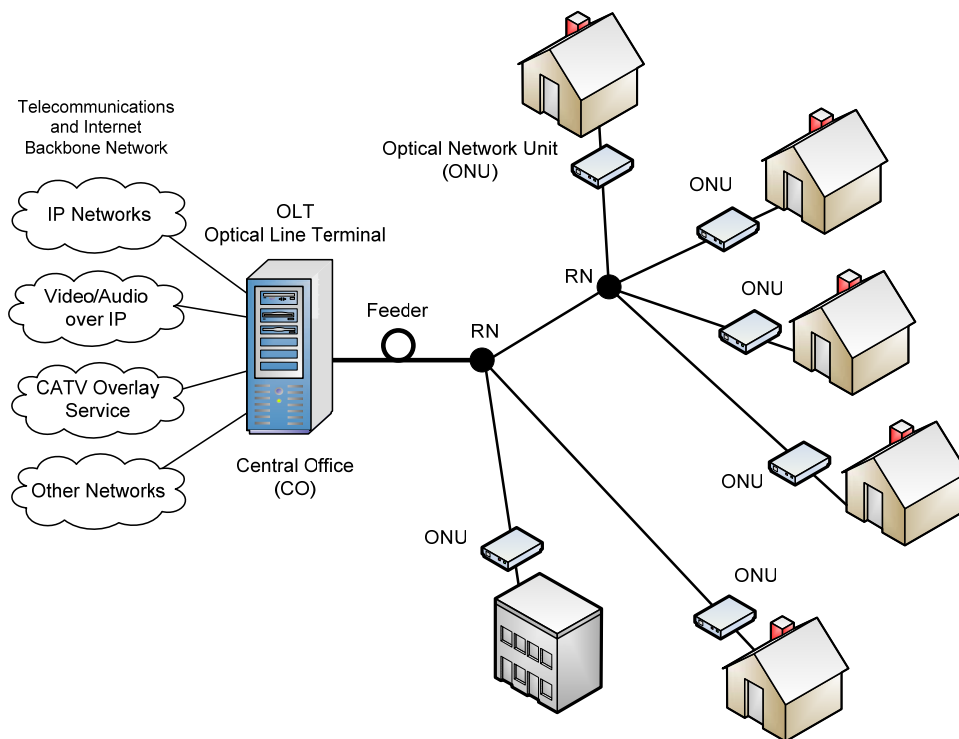 Telecommunications
and Internet
Backbone Network
IP Networks
Video/Audio
over IP
CATV Overlay
Service
Other Networks
OLT
Optical Line Terminal
Central Office
(CO)
Feeder
RN
RN
Optical Network Unit
(ONU)
ONU
ONU
ONU
ONU
ONU